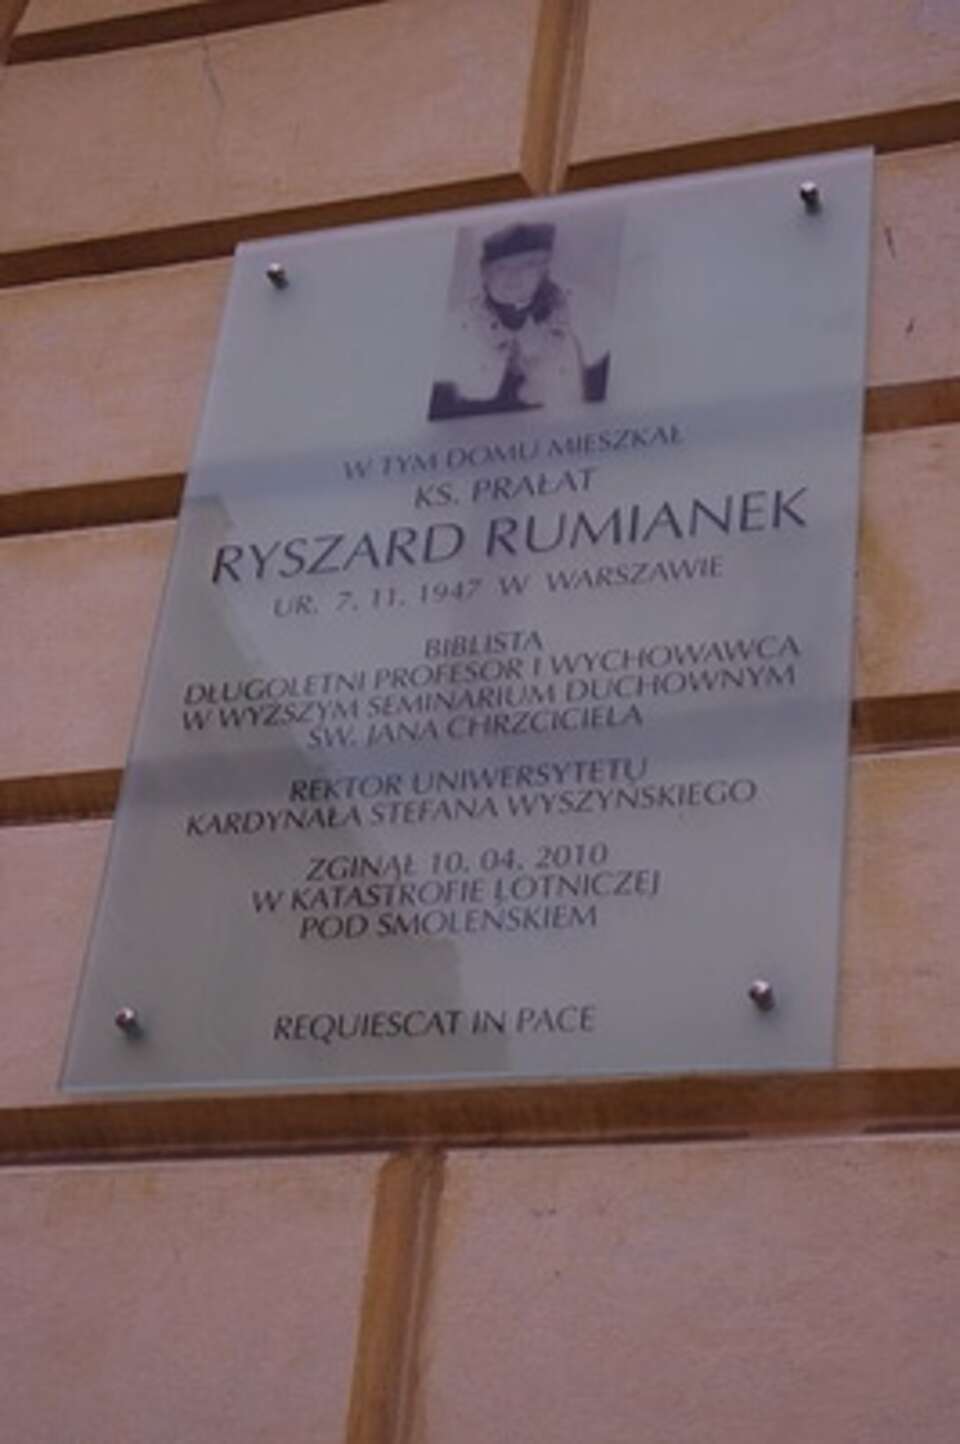 W TYM DOMU MIESZKAŁ
KS. PRAŁAT
RYSZARD RUMIANEK
UR. 7. 11. 1947 W WARSZAWIE
BIBLISTA
DŁUGOLETNI PROFESOR I WYCHOWAWCA
W WYŻSZYM SEMINARIUM DUCHOWNYM
ŚW. JANA CHRZCICIELA
REKTOR UNIWERSYTETU
KARDYNAŁA STEFANA WYSZYŃSKIEGO
ZGINĄŁ 10. 04. 2010
W KATASTROFIE LOTNICZEJ
POD SMOLEŃSKIEM
REQUIESCAT IN PACE